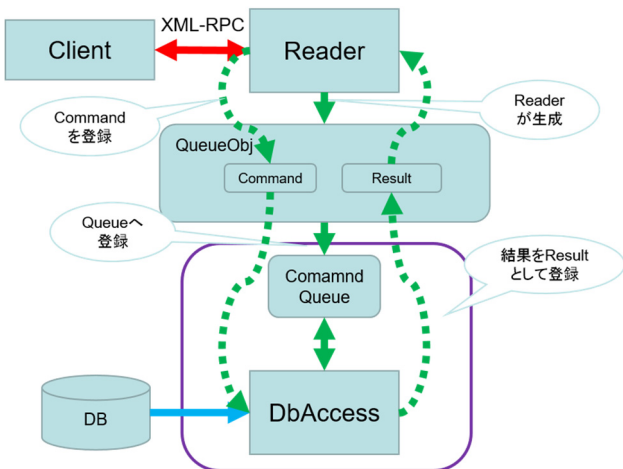 XML-RPC
Client
Reader
Command
を登録
Reader
が生成
QueueObj
Command
Result
Queueへ
登録
結果をResult
として登録
Comamnd
Queue
DB
DbAccess